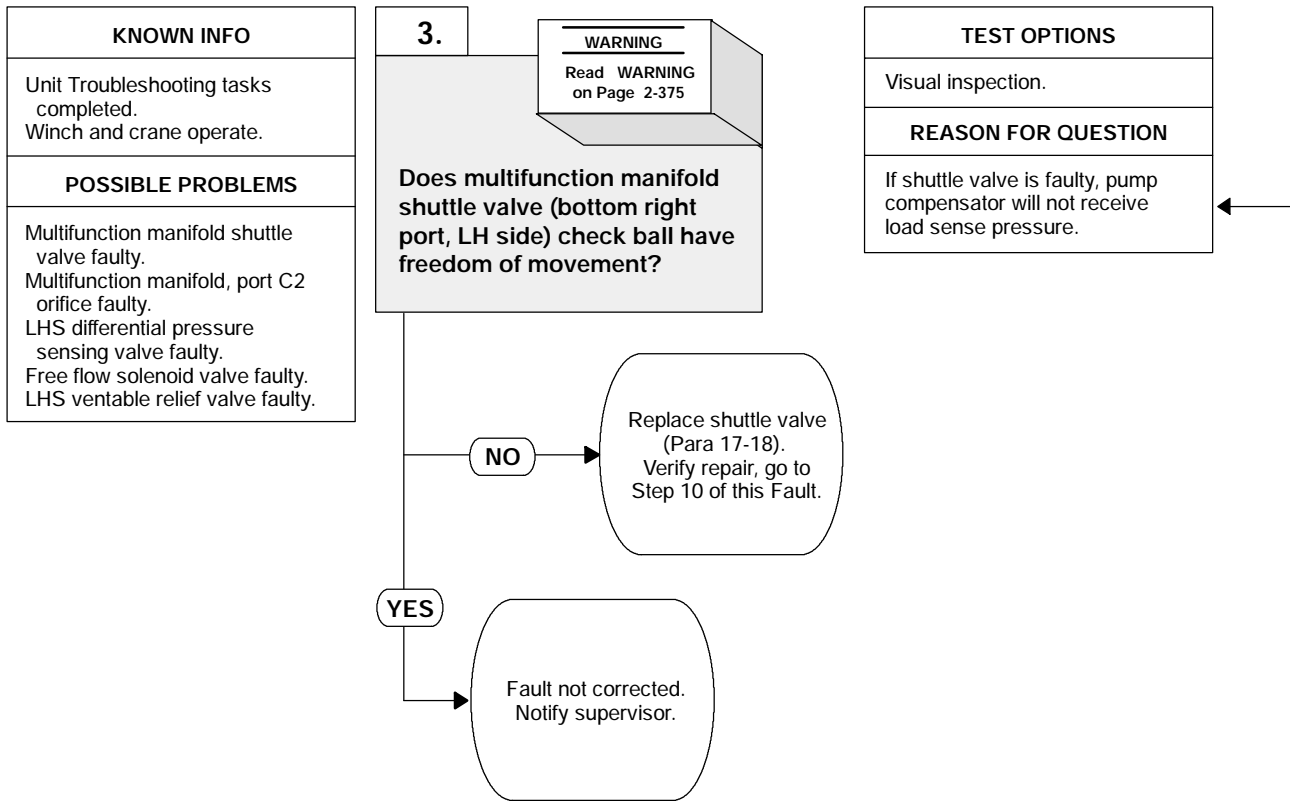 KNOWN INFO
Unit Troubleshooting tasks
completed.
Winch and crane operate.
POSSIBLE PROBLEMS
Multifunction manifold shuttle
valve faulty.
Multifunction manifold, port C2
orifice faulty.
LHS differential pressure
sensing valve faulty.
Free flow solenoid valve faulty.
LHS ventable relief valve faulty.
3.
WARNING
Read WARNING
on Page 2-375
Does multifunction manifold
shuttle valve (bottom right
port, LH side) check ball have
freedom of movement?
TEST OPTIONS
Visual inspection.
REASON FOR QUESTION
If shuttle valve is faulty, pump
compensator will not receive
load sense pressure.
NO
Replace shuttle valve
(Para 17-18).
Verify repair, go to
Step 10 of this Fault.
YES
Fault not corrected.
Notify supervisor.